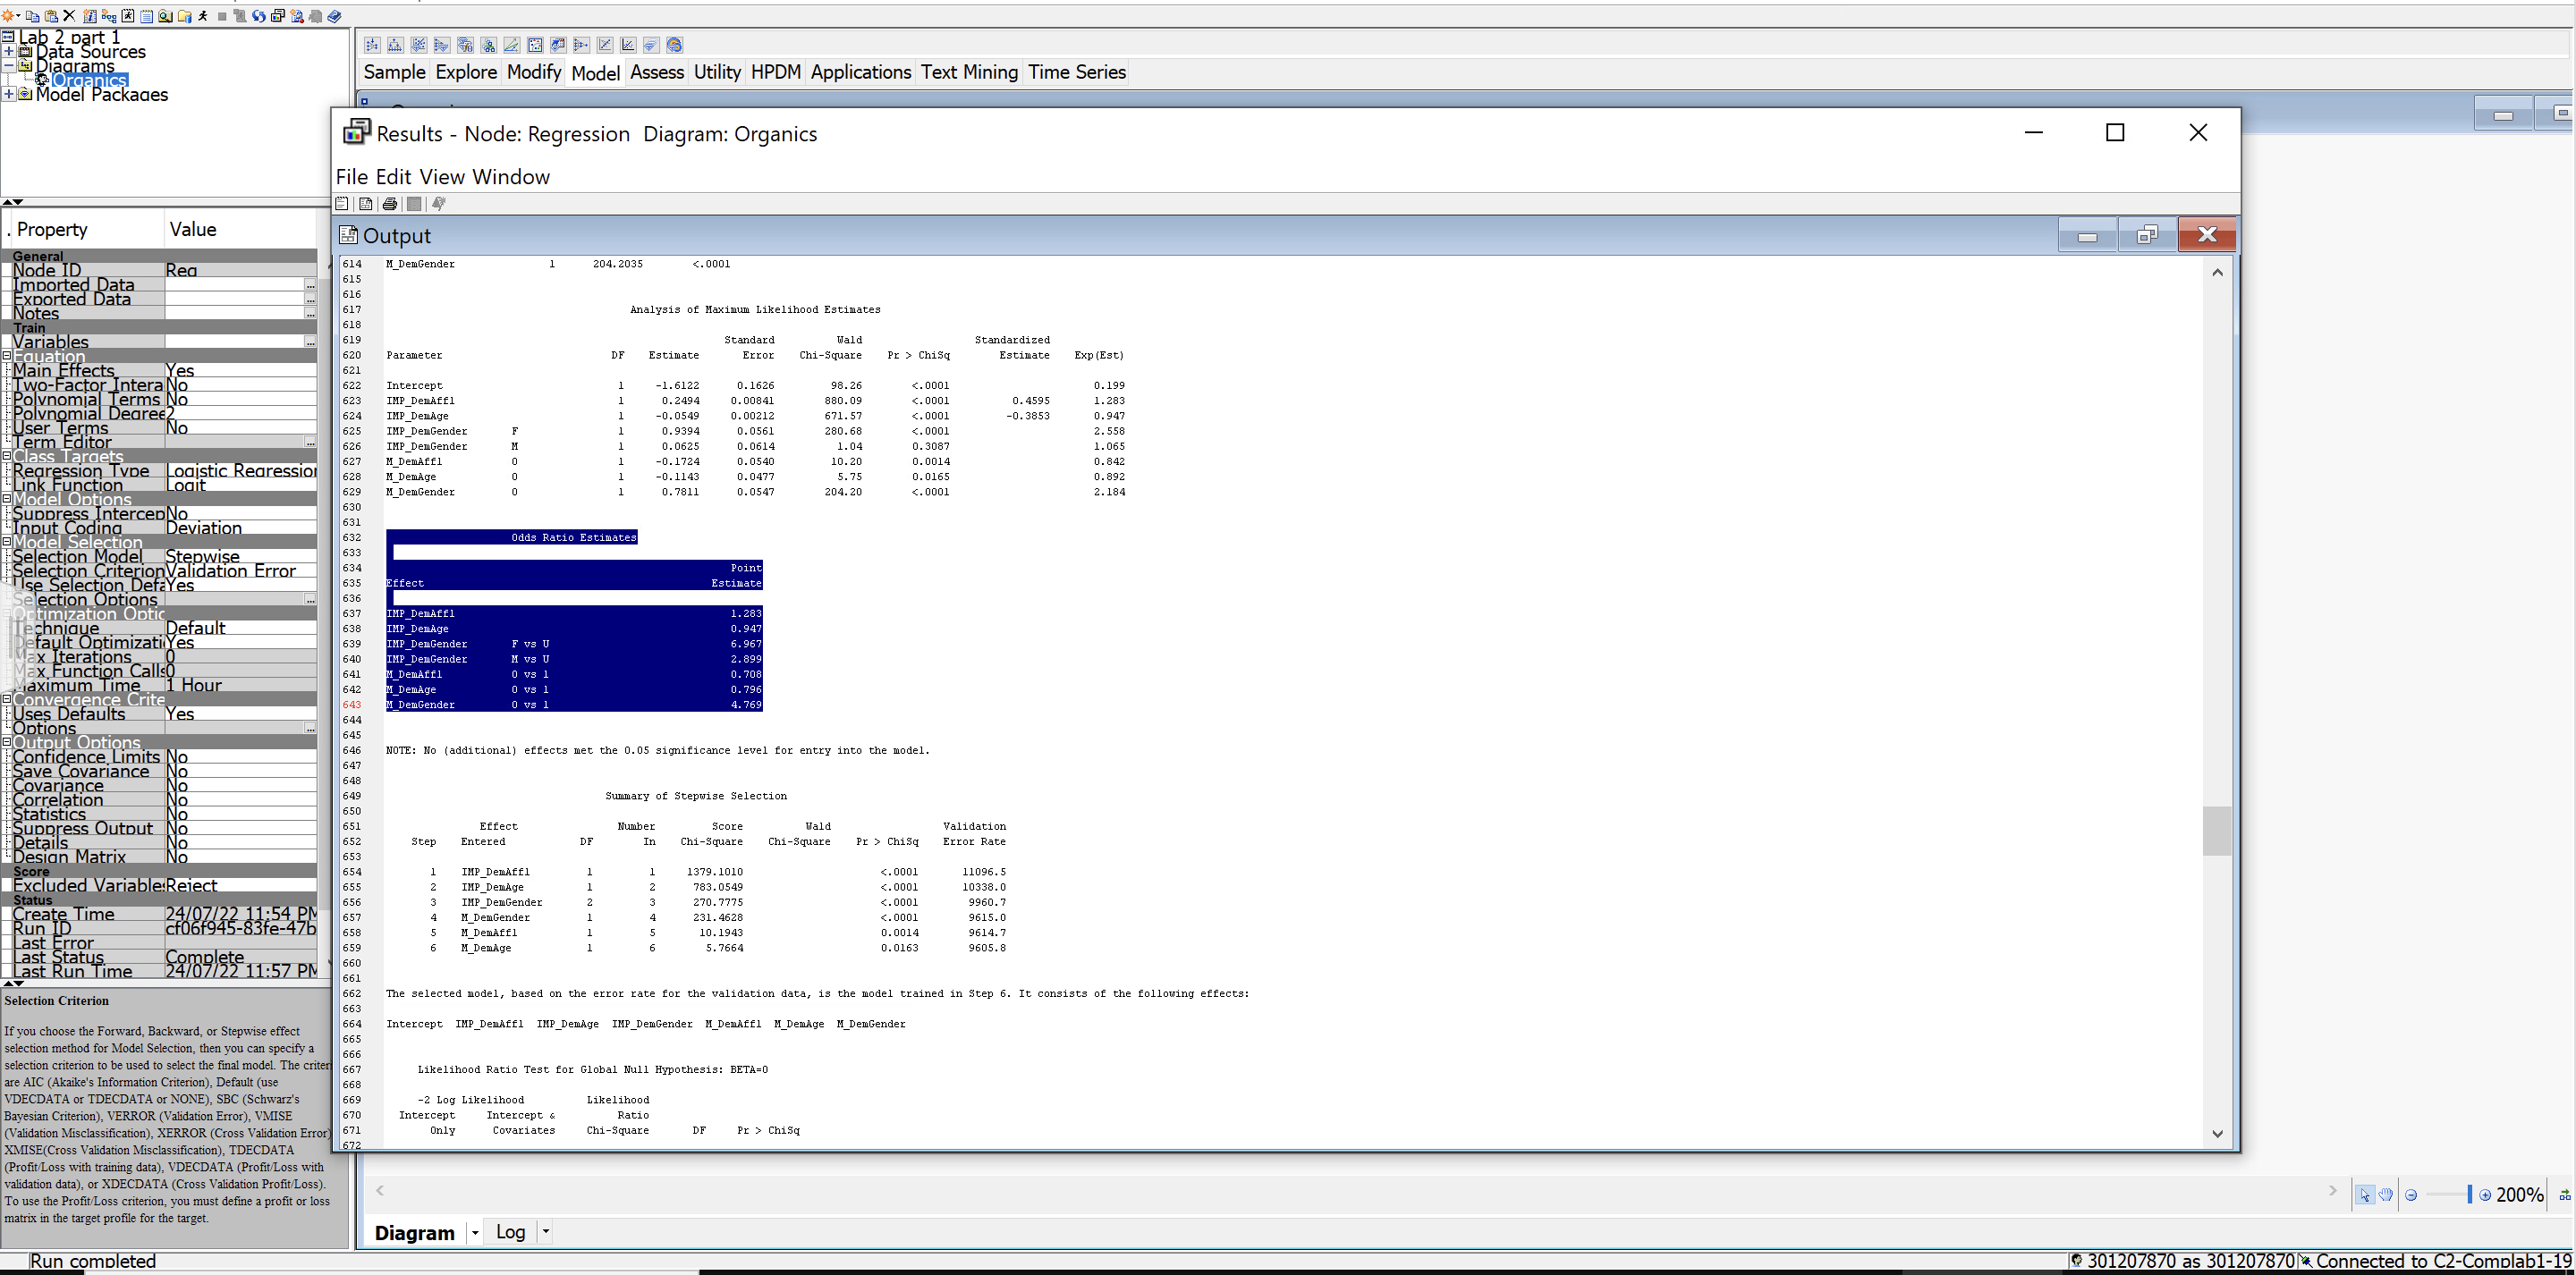 Lab 2 part 1
Data Sources
Diagrams
Organics
Model Packages
Sample Explore Modify Model Assess Utility HPDM Applications Text Mining Time Series
Results - Node: Regression Diagram: Organics
File Edit View Window
Output
. Property Value
General
Node ID Reg
Imported Data ...
Exported Data ...
Notes ...
Train
Variables ...
Equation
Main Effects Yes
Two-Factor Intera No
Polynomial Terms No
Polynomial Degree 2
User Terms No
Term Editor ...
Class Targets
Regression Type Logistic Regression
Link Function Logit
Model Options
Suppress Intercep No
Input Coding Deviation
Model Selection
Selection Model Stepwise
Selection Criterion Validation Error
Use Selection Defa Yes
Selection Options ...
Optimization Optic
Technique Default
Default Optimizati Yes
Max Iterations 0
Max Function Calls 0
Maximum Time 1 Hour
Convergence Crite
Uses Defaults Yes
Options ...
Output Options
Confidence Limits No
Save Covariance No
Covariance No
Correlation No
Statistics No
Suppress Output No
Details No
Design Matrix No
Score
Excluded Variables Reject
Status
Create Time 24/07/22 11:54 PM
Run ID cf06f945-83fe-47b
Last Error
Last Status Complete
Last Run Time 24/07/22 11:57 PM
Selection Criterion
If you choose the Forward, Backward, or Stepwise effect
selection method for Model Selection, then you can specify a
selection criterion to be used to select the final model. The criteri
are AIC (Akaike's Information Criterion), Default (use
VDECDATA or TDECDATA or NONE), SBC (Schwarz's
Bayesian Criterion), VERROR (Validation Error), VMISE
(Validation Misclassification), XERROR (Cross Validation Error)
XMISE(Cross Validation Misclassification), TDECDATA
(Profit/Loss with training data), VDECDATA (Profit/Loss with
validation data), or XDECDATA (Cross Validation Profit/Loss).
To use the Profit/Loss criterion, you must define a profit or loss
matrix in the target profile for the target.
614 M_DemGender 1 204.2035 <.0001
615
616
617 Analysis of Maximum Likelihood Estimates
618
619 Standard Wald Standardized
620 Parameter DF Estimate Error Chi-Square Pr > ChiSq Estimate Exp(Est)
621
622 Intercept 1 -1.6122 0.1626 98.26 <.0001 0.199
623 IMP_DemAffl 1 0.2494 0.00841 880.09 <.0001 0.4595 1.283
624 IMP_DemAge 1 -0.0549 0.00212 671.57 <.0001 -0.3853 0.947
625 IMP_DemGender F 1 0.9394 0.0561 280.68 <.0001 2.558
626 IMP_DemGender M 1 0.0625 0.0614 1.04 0.3087 1.065
627 M_DemAffl 0 1 -0.1724 0.0540 10.20 0.0014 0.842
628 M_DemAge 0 1 -0.1143 0.0477 5.75 0.0165 0.892
629 M_DemGender 0 1 0.7811 0.0547 204.20 <.0001 2.184
630
631
632 Odds Ratio Estimates
633
634 Point
635 Effect Estimate
636
637 IMP_DemAffl 1.283
638 IMP_DemAge 0.947
639 IMP_DemGender F vs U 6.967
640 IMP_DemGender M vs U 2.899
641 M_DemAffl 0 vs 1 0.708
642 M_DemAge 0 vs 1 0.796
643 M_DemGender 0 vs 1 4.769
644
645
646 NOTE: No (additional) effects met the 0.05 significance level for entry into the model.
647
648
649 Summary of Stepwise Selection
650
651 Effect Number Score Wald Validation
652 Step Entered DF In Chi-Square Chi-Square Pr > ChiSq Error Rate
653
654 1 IMP_DemAffl 1 1 1379.1010 <.0001 11096.5
655 2 IMP_DemAge 1 2 783.0549 <.0001 10338.0
656 3 IMP_DemGender 2 3 270.7775 <.0001 9960.7
657 4 M_DemGender 1 4 231.4628 <.0001 9615.0
658 5 M_DemAffl 1 5 10.1943 0.0014 9614.7
659 6 M_DemAge 1 6 5.7664 0.0163 9605.8
660
661
662 The selected model, based on the error rate for the validation data, is the model trained in Step 6. It consists of the following effects:
663
664 Intercept IMP_DemAffl IMP_DemAge IMP_DemGender M_DemAffl M_DemAge M_DemGender
665
666
667 Likelihood Ratio Test for Global Null Hypothesis: BETA=0
668
669 -2 Log Likelihood Likelihood
670 Intercept Intercept & Ratio
671 Only Covariates Chi-Square DF Pr > ChiSq
672
200%
Diagram Log
Run completed
301207870 as 301207870 Connected to C2-Complab1-19